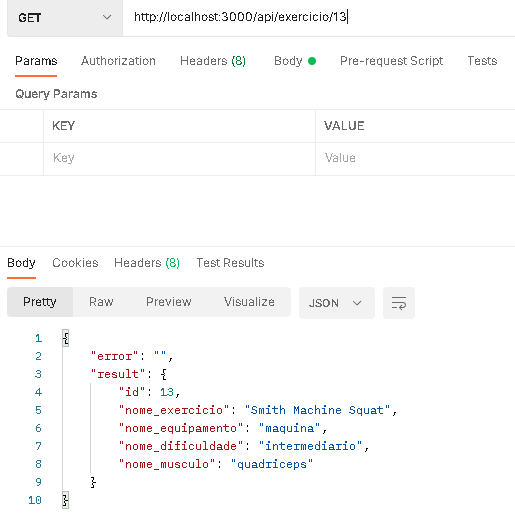 GET http://localhost:3000/api/exercicio/13
Params Authorization Headers (8) Body Pre-request Script Tests
Query Params
KEY VALUE
Key Value
Body Cookies Headers (8) Test Results
Pretty Raw Preview Visualize JSON
1 {
2 "error": "",
3 "result": {
4 "id": 13,
5 "nome_exercicio": "Smith Machine Squat",
6 "nome_equipamento": "maquina",
7 "nome_dificuldade": "intermediario",
8 "nome_musculo": "quadriceps"
9 }
10 }